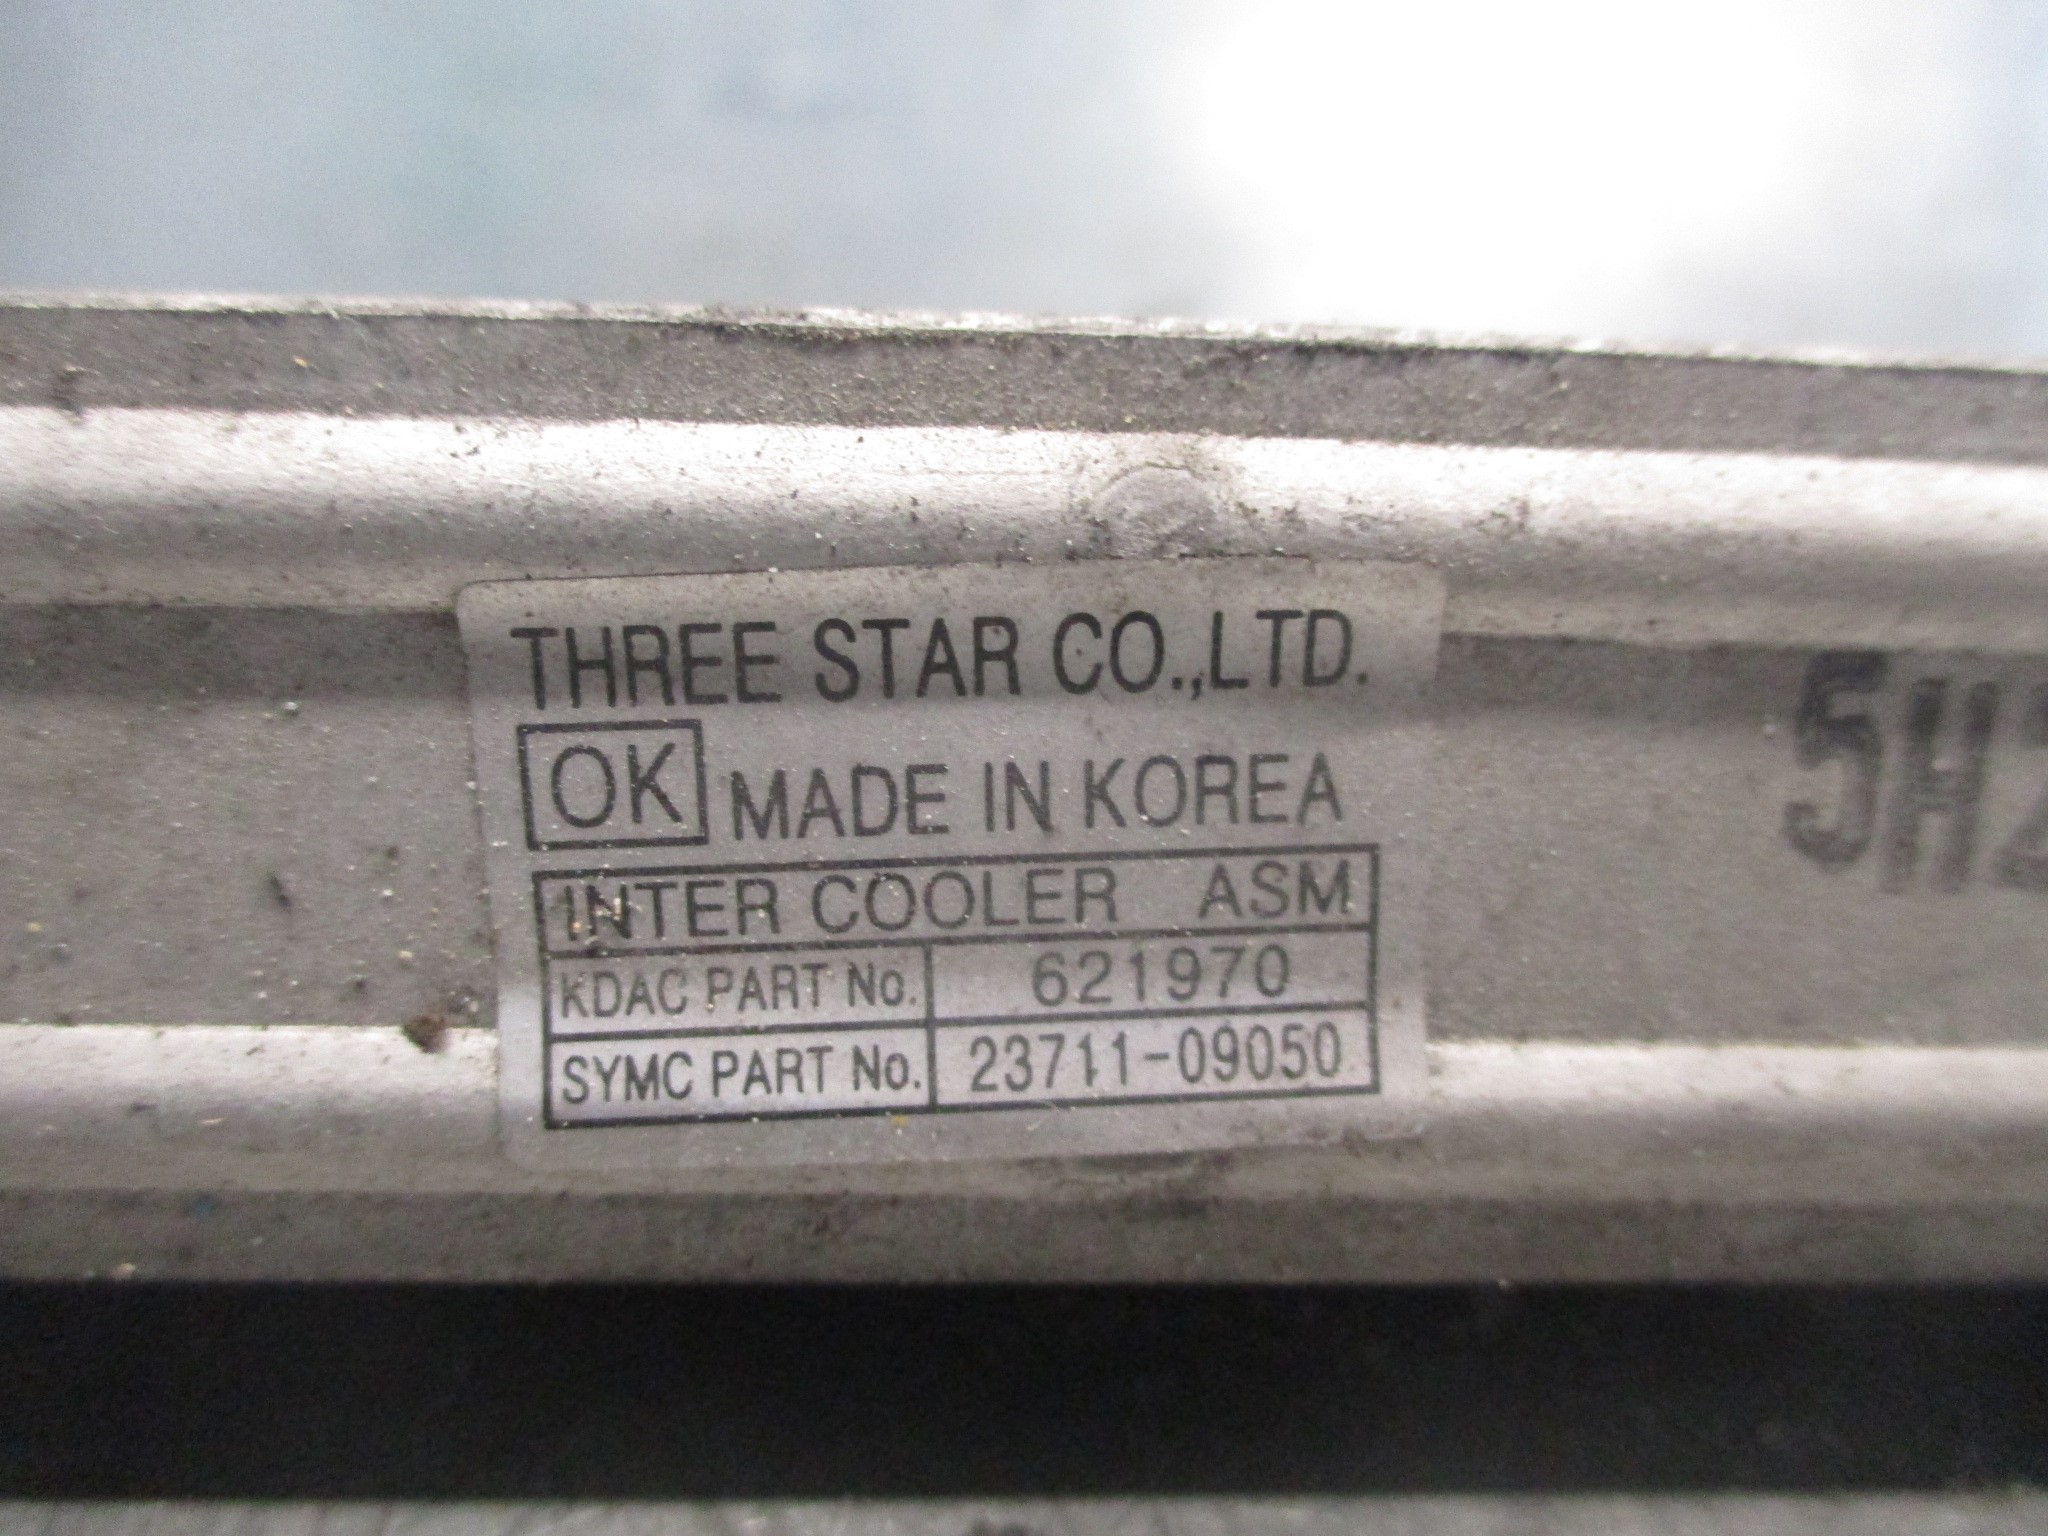 THREE STAR CO.,LTD.
OK MADE IN KOREA
INTER COOLER ASM
KDAC PART No. 621970
SYMC PART No. 23711-09050